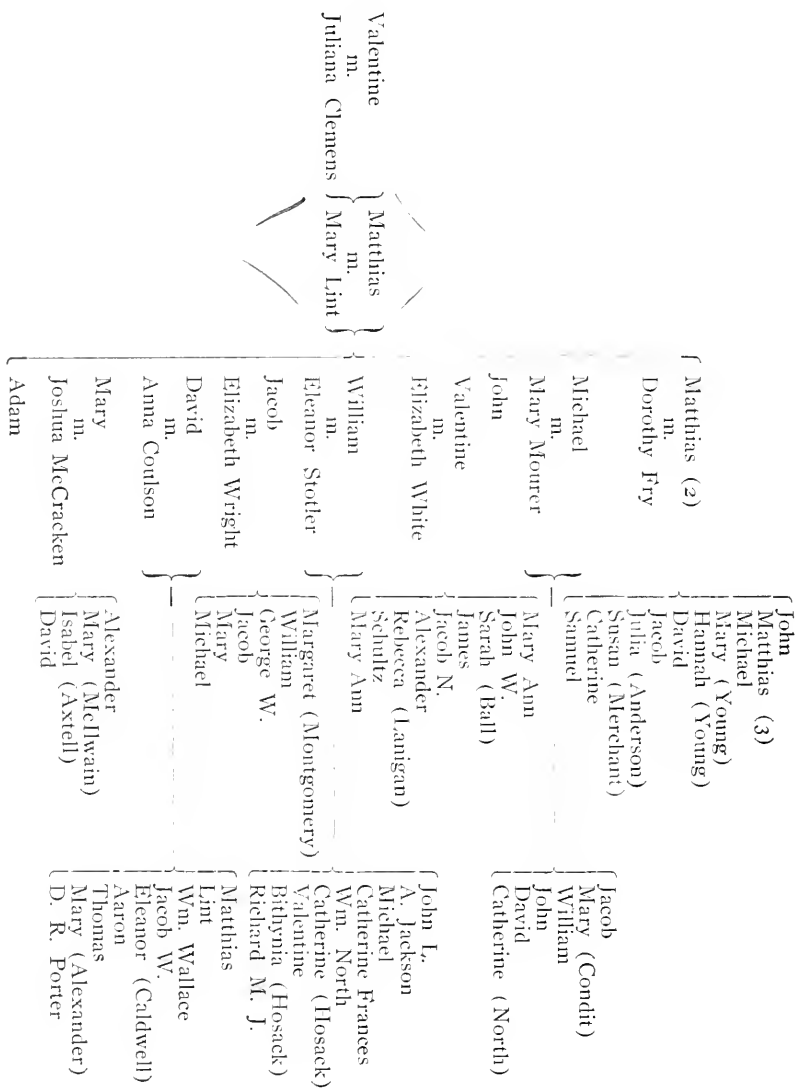 Valentine
m.
Juliana Clemens
Matthias
m.
Mary Lint
Matthias (2)
m.
Dorothy Fry
Michael
m.
Mary Mourer
John
Valentine
m.
Elizabeth White
William
m.
Eleanor Stotler
Jacob
m.
Elizabeth Wright
David
m.
Anna Coulson
Mary
m.
Joshua McCracken
Adam
John
Matthias (3)
Michael
Mary (Young)
Hannah (Young)
David
Jacob
Julia (Anderson)
Susan (Merchant)
Catherine
Samuel
Mary Ann
John W.
Sarah (Ball)
James
Jacob N.
Alexander
Rebecca (Lanigan)
Schultz
Mary Ann
Margaret (Montgomery)
William
George W.
Jacob
Mary
Michael
Alexander
Mary (McIlwain)
Isabel (Axtell)
David
Jacob
Mary (Condit)
William
John
David
Catherine (North)
John L.
A. Jackson
Michael
Catherine Frances
Wm. North
Catherine (Hosack)
Valentine
Bithynia (Hosack)
Richard M. J.
Matthias
Lint
Wm. Wallace
Jacob W.
Eleanor (Caldwell)
Aaron
Thomas
Mary (Alexander)
D. R. Porter